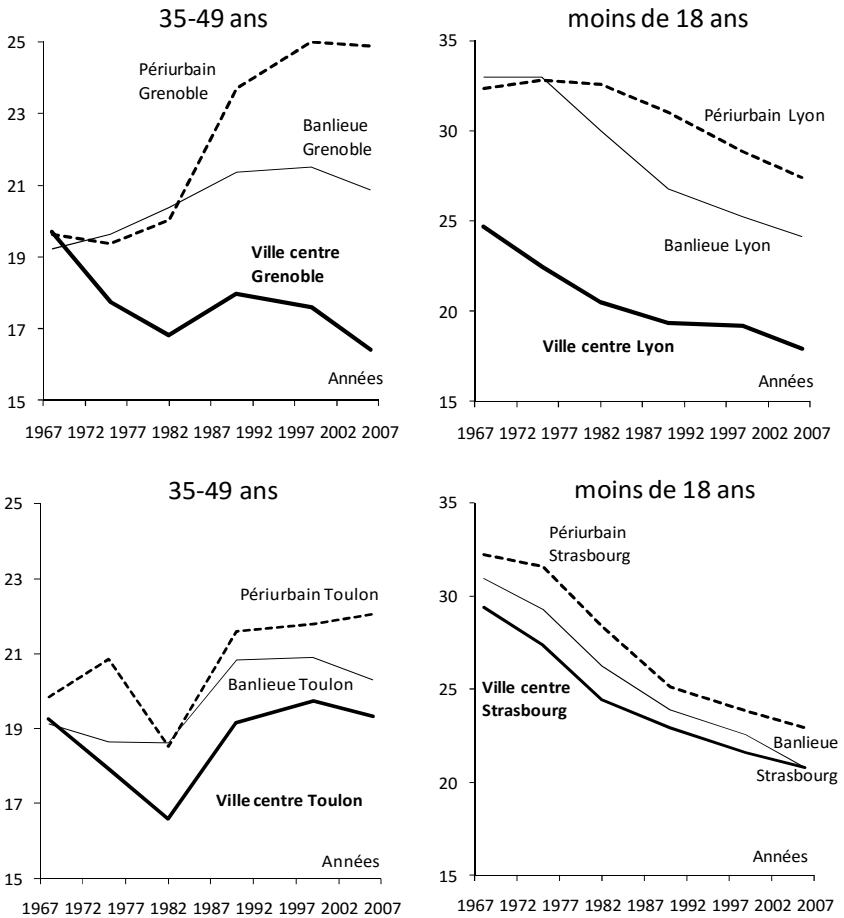 35-49 ans
25
23
21
19
17
15
Périurbain
Grenoble
Banlieue
Grenoble
Ville centre
Grenoble
Années
1967 1972 1977 1982 1987 1992 1997 2002 2007
moins de 18 ans
35
30
25
20
15
Périurbain Lyon
Banlieue Lyon
Ville centre Lyon
Années
1967 1972 1977 1982 1987 1992 1997 2002 2007
35-49 ans
25
23
21
19
17
15
Périurbain Toulon
Banlieue Toulon
Ville centre Toulon
Années
1967 1972 1977 1982 1987 1992 1997 2002 2007
moins de 18 ans
35
30
25
20
15
Périurbain
Strasbourg
Ville centre
Strasbourg
Banlieue
Strasbourg
Années
1967 1972 1977 1982 1987 1992 1997 2002 2007